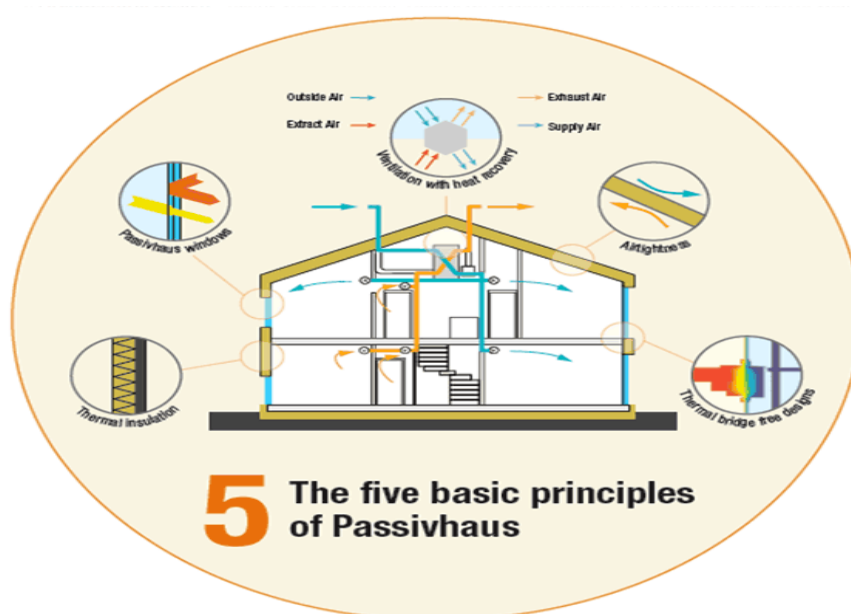 Outside Air
Exhaust Air
Extract Air
Supply Air
Ventilation with heat recovery
Passivhaus windows
Airtightness
Thermal insulation
Thermal bridge free designs
5
The five basic principles
of Passivhaus